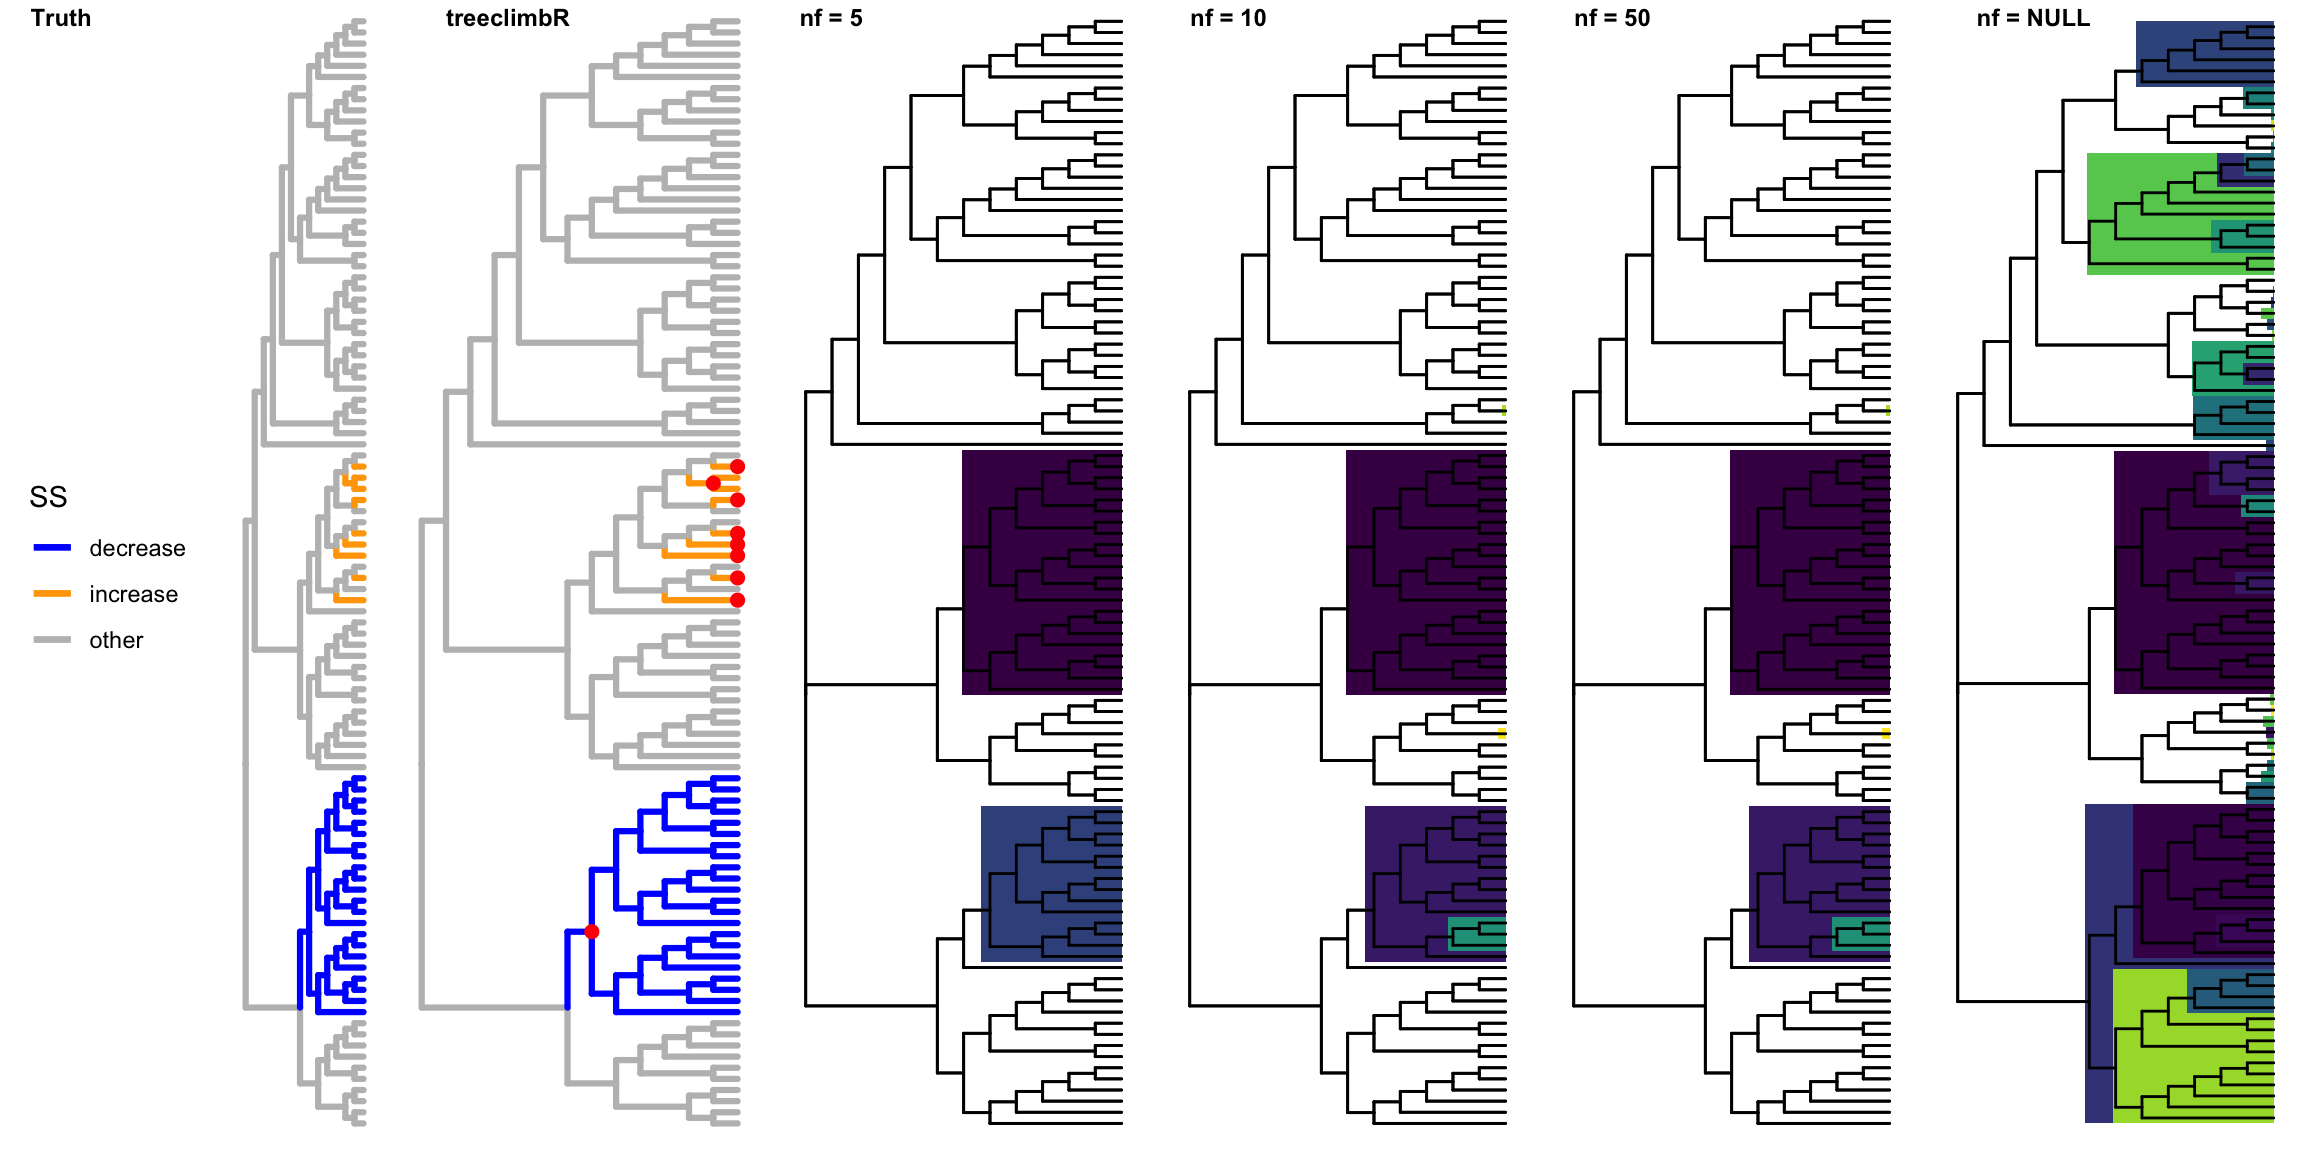 Truth
treeclimbR
nf = 5
nf = 10
nf = 50
nf = NULL
SS
decrease
increase
other